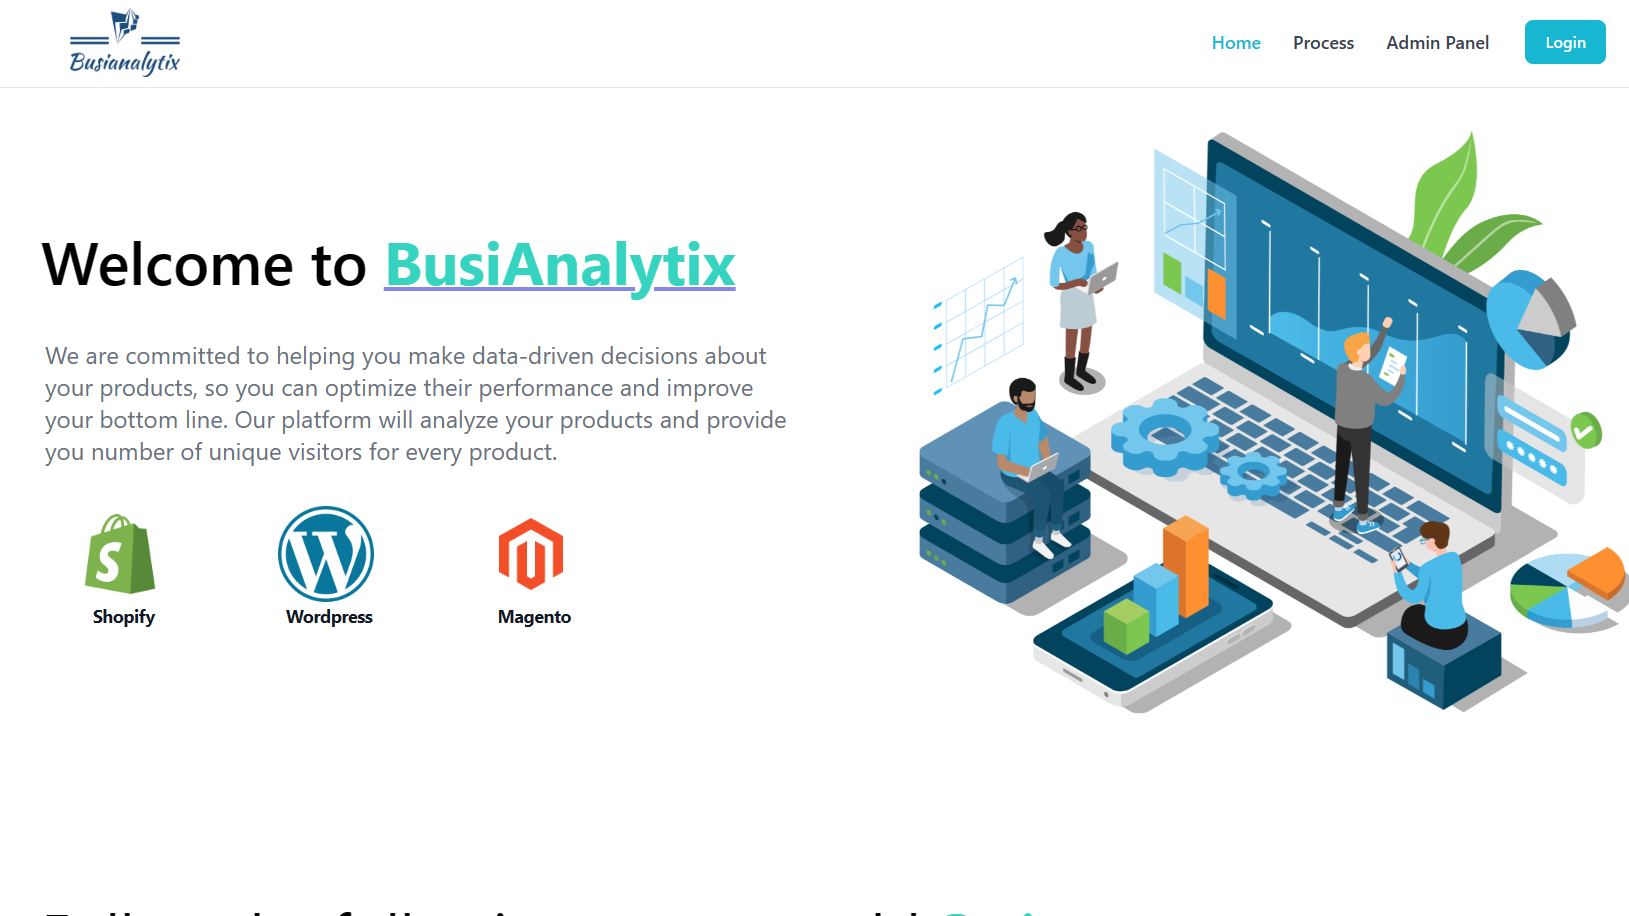 Busianalytix
Home Process Admin Panel Login
Welcome to BusiAnalytix
We are committed to helping you make data-driven decisions about
your products, so you can optimize their performance and improve
your bottom line. Our platform will analyze your products and provide
you number of unique visitors for every product.
Shopify Wordpress Magento